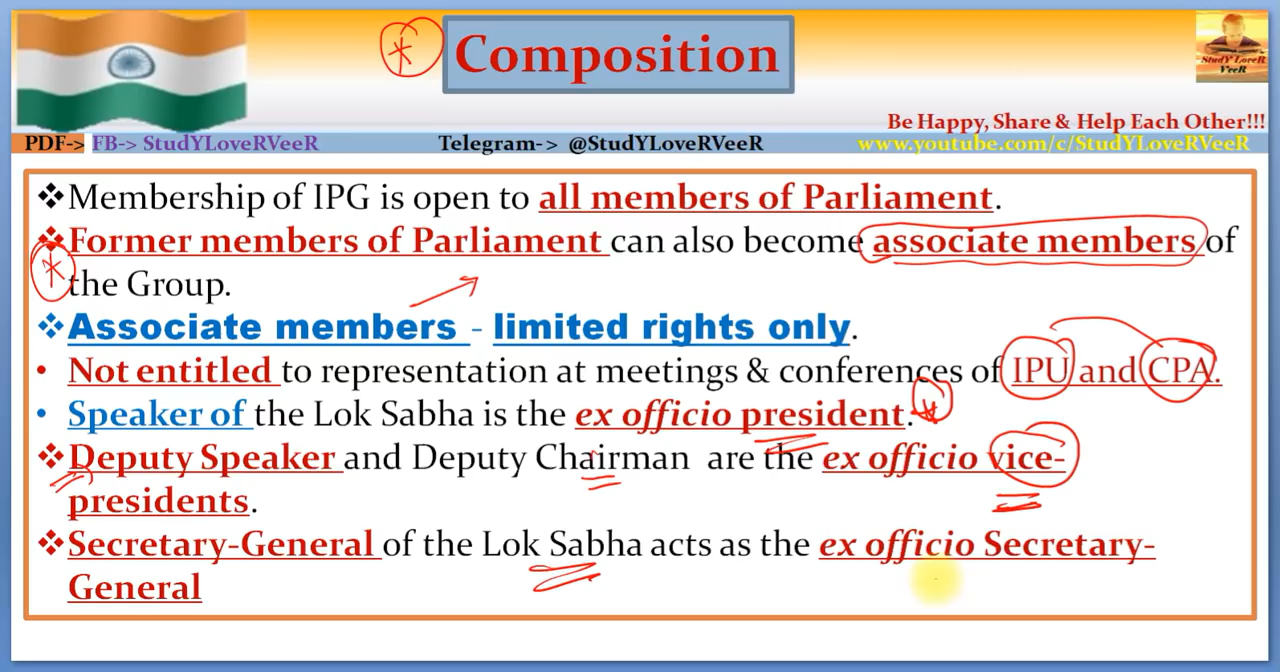 Composition
StudY LoveR
VeeR
Be Happy, Share & Help Each Other!!!
PDF-> FB-> StudYLoveRVeeR Telegram-> @StudYLoveRVeeR www.youtube.com/c/StudYLoveRVeeR
❖Membership of IPG is open to all members of Parliament.
❖Former members of Parliament can also become associate members of
the Group.
❖Associate members - limited rights only.
• Not entitled to representation at meetings & conferences of IPU and CPA.
• Speaker of the Lok Sabha is the ex officio president.
❖Deputy Speaker and Deputy Chairman are the ex officio vice-
presidents.
❖Secretary-General of the Lok Sabha acts as the ex officio Secretary-
General